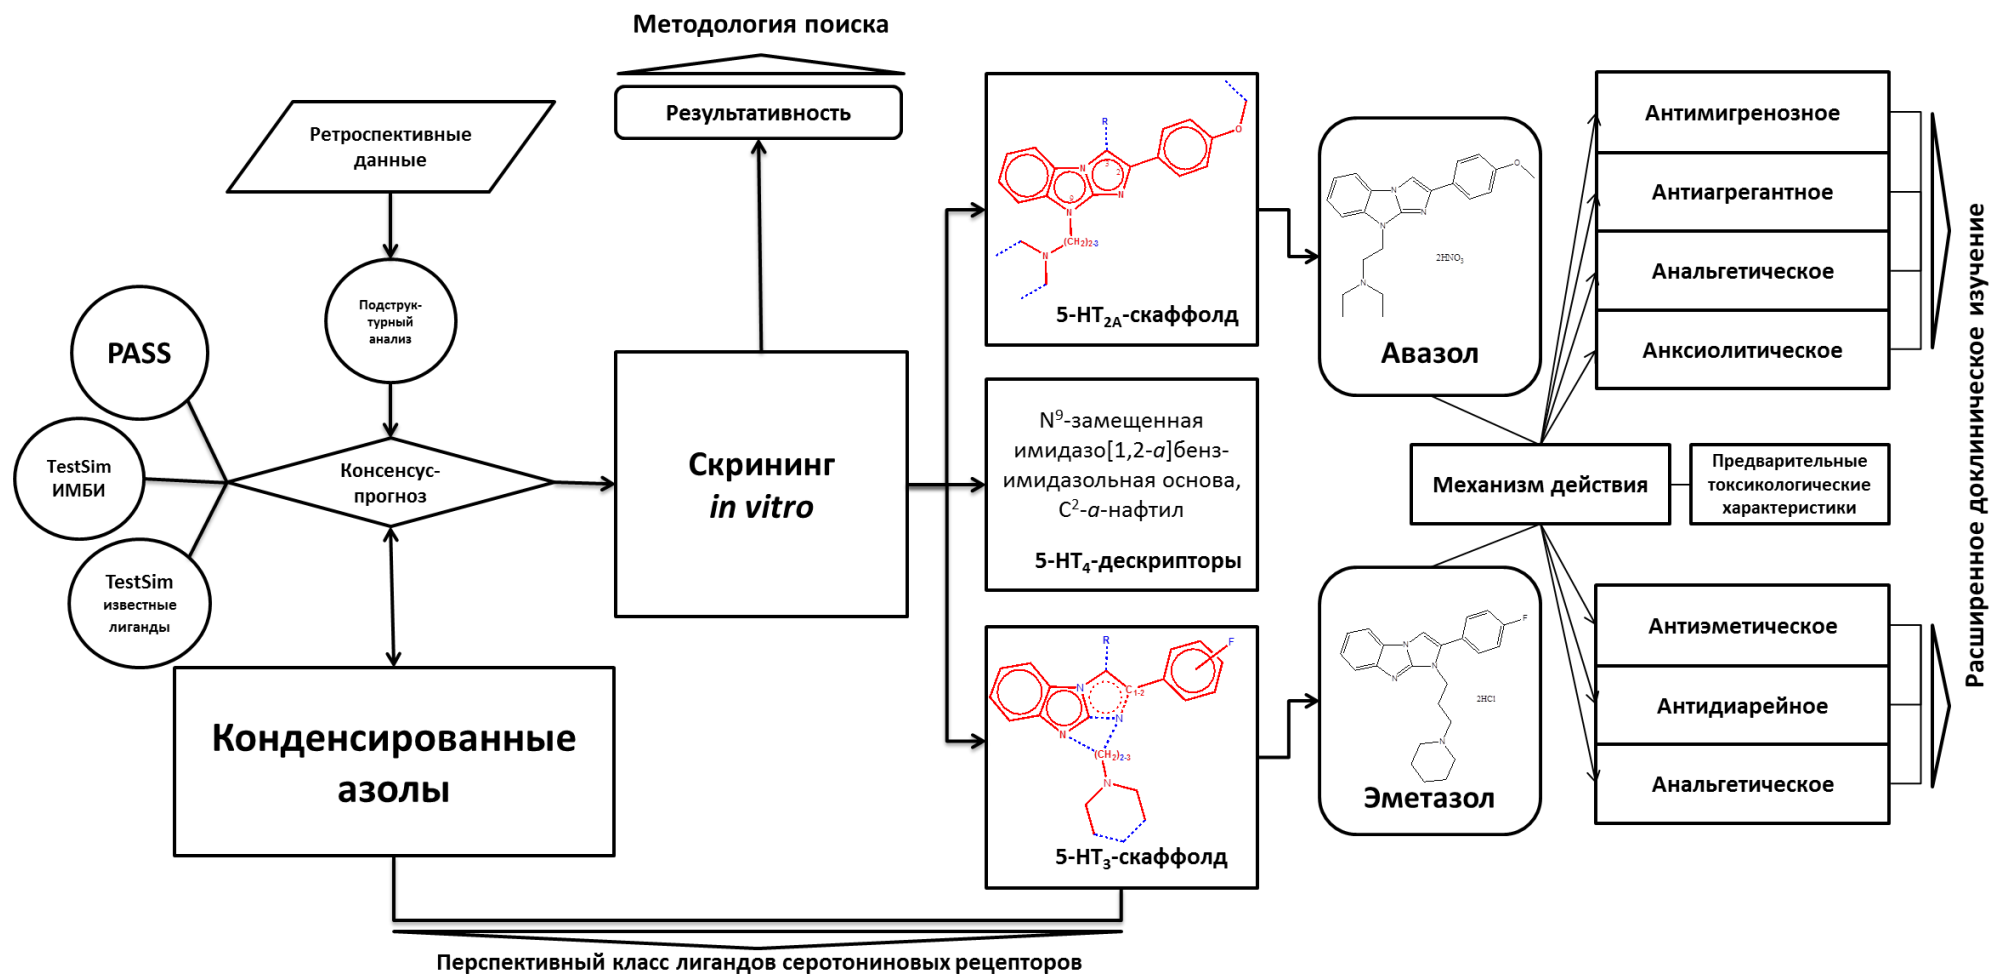 Методология поиска
Результативность
Ретроспективные
данные
Подструк-
турный
анализ
PASS
TestSim
ИМБИ
TestSim
известные
лиганды
Консенсус-
прогноз
Конденсированные
азолы
Скрининг
in vitro
R
O
N
3
2
N
9
N
(CH₂)₂₋₃
N
5-HT₂A-скаффолд
N⁹-замещенная
имидазо[1,2-a]бенз-
имидазольная основа,
C²-α-нафтил
5-HT₄-дескрипторы
R
F
N
C₁₋₂
N
N
(CH₂)₂₋₃
N
5-HT₃-скаффолд
O
N
N
N
2HNO₃
N
Авазол
F
N
N
N
2HCl
N
Эметазол
Антимигренозное
Антиагрегантное
Анальгетическое
Анксиолитическое
Механизм действия
Предварительные
токсикологические
характеристики
Антиэметическое
Антидиарейное
Анальгетическое
Расширенное доклиническое изучение
Перспективный класс лигандов серотониновых рецепторов